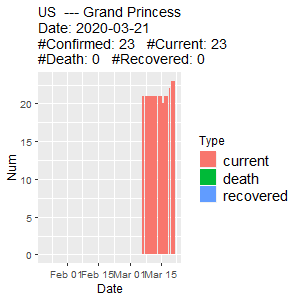 US  --- Grand Princess
Date: 2020-03-21
#Confirmed: 23   #Current: 23
#Death: 0   #Recovered: 0
20
15
10
5
0
Num
Feb 01 Feb 15 Mar 01 Mar 15
Date
Type
current
death
recovered